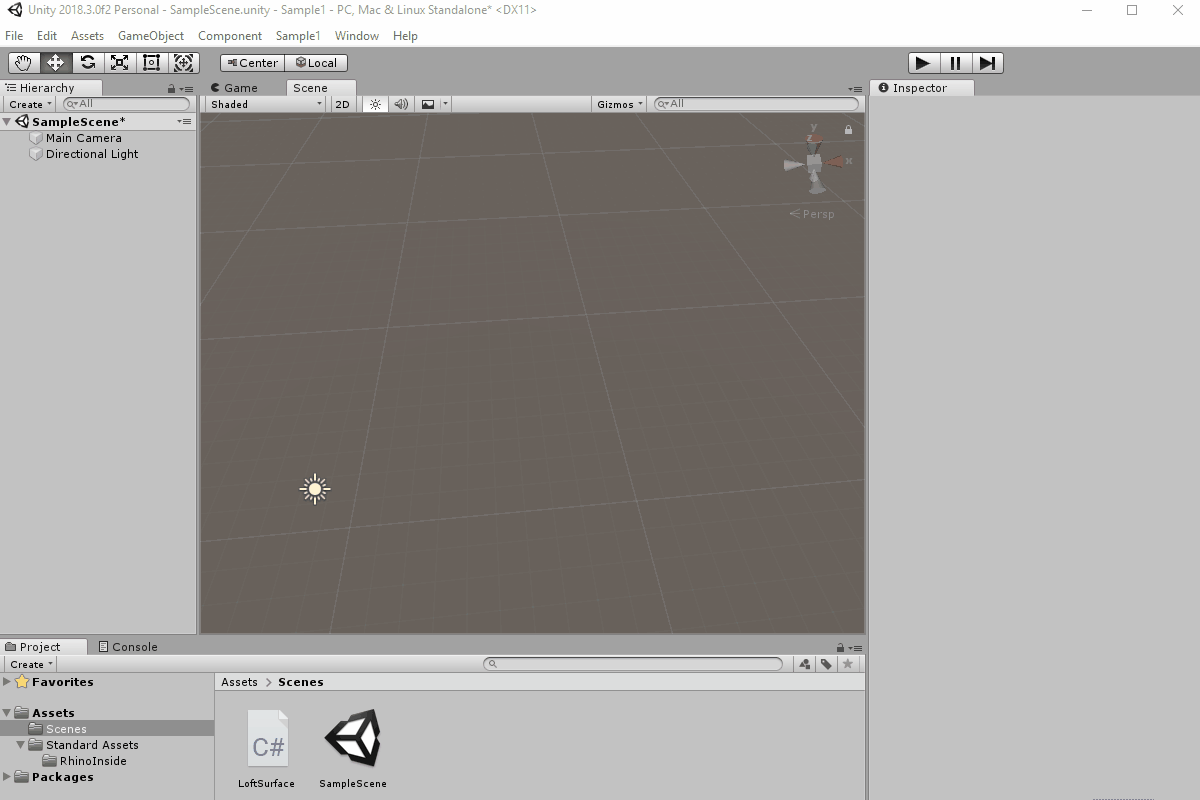 Unity 2018.3.0f2 Personal - SampleScene.unity - Sample1 - PC, Mac & Linux Standalone* <DX11>
File Edit Assets GameObject Component Sample1 Window Help
Center Local
Hierarchy Game Scene Inspector
Create All Shaded 2D Gizmos All
SampleScene*
Main Camera
Directional Light
y
z
x
Persp
Project Console
Create
Favorites
Assets > Scenes
Assets
Scenes
Standard Assets
RhinoInside
Packages
C#
LoftSurface SampleScene